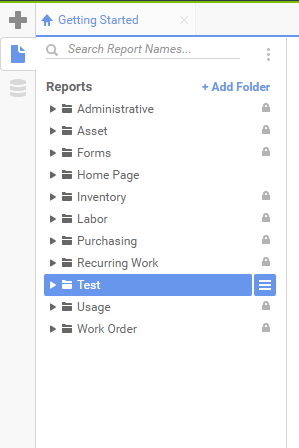 Getting Started
Search Report Names...
Reports + Add Folder
Administrative
Asset
Forms
Home Page
Inventory
Labor
Purchasing
Recurring Work
Test
Usage
Work Order